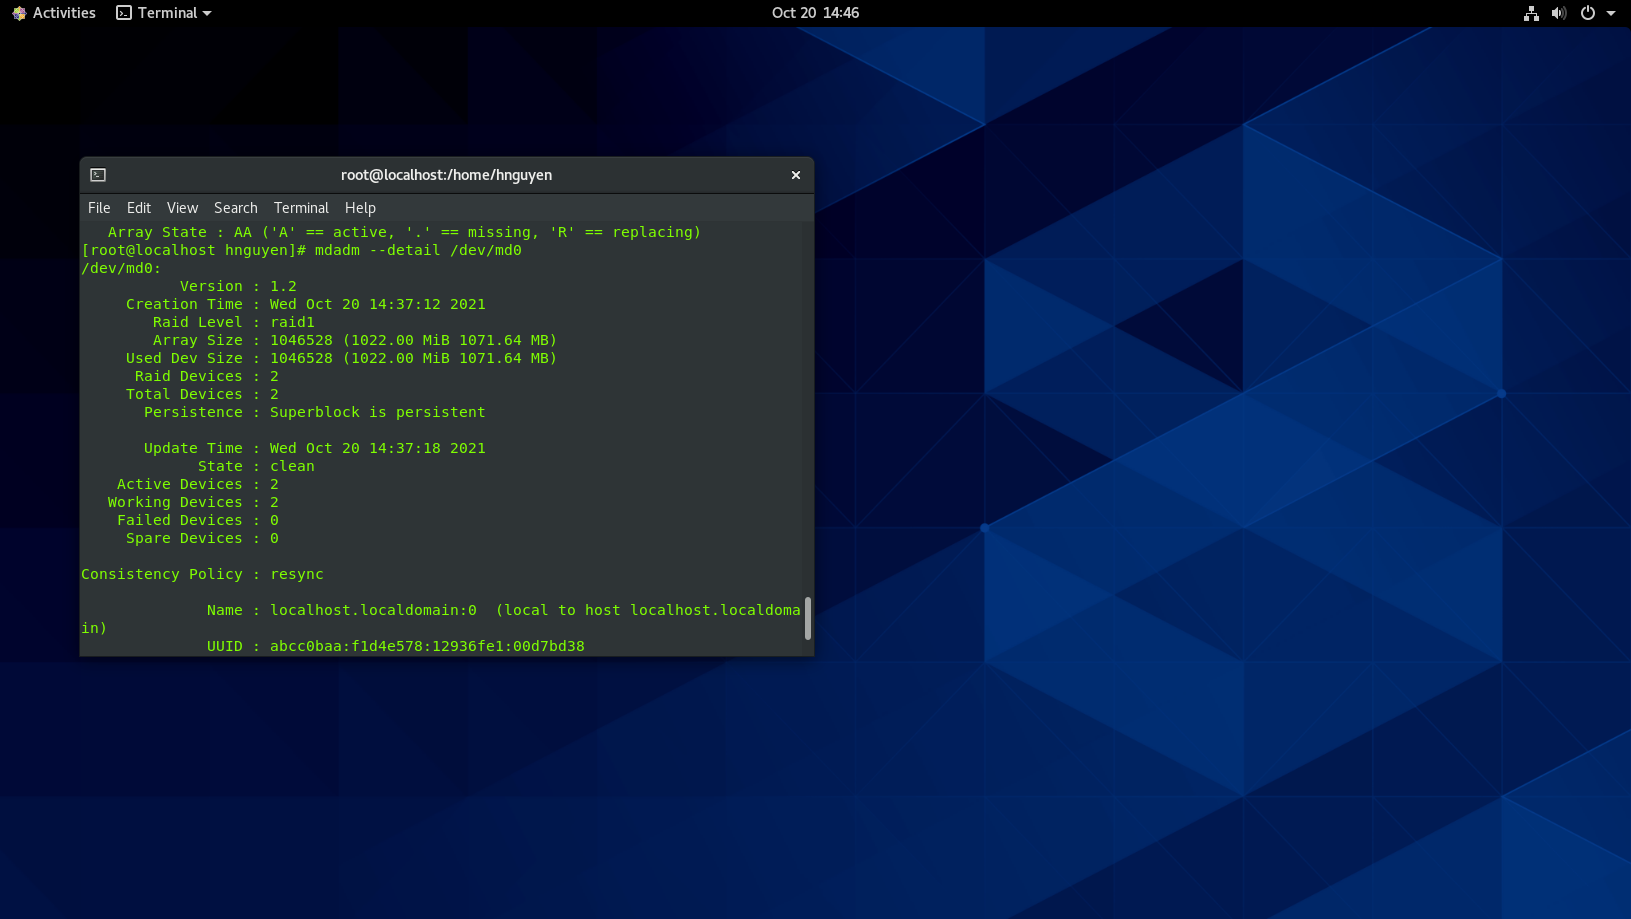 Activities Terminal Oct 20 14:46
root@localhost:/home/hnguyen
File Edit View Search Terminal Help
Array State : AA ('A' == active, '.' == missing, 'R' == replacing)
[root@localhost hnguyen]# mdadm --detail /dev/md0
/dev/md0:
Version : 1.2
Creation Time : Wed Oct 20 14:37:12 2021
Raid Level : raid1
Array Size : 1046528 (1022.00 MiB 1071.64 MB)
Used Dev Size : 1046528 (1022.00 MiB 1071.64 MB)
Raid Devices : 2
Total Devices : 2
Persistence : Superblock is persistent
Update Time : Wed Oct 20 14:37:18 2021
State : clean
Active Devices : 2
Working Devices : 2
Failed Devices : 0
Spare Devices : 0
Consistency Policy : resync
Name : localhost.localdomain:0  (local to host localhost.localdoma
in)
UUID : abcc0baa:f1d4e578:12936fe1:00d7bd38